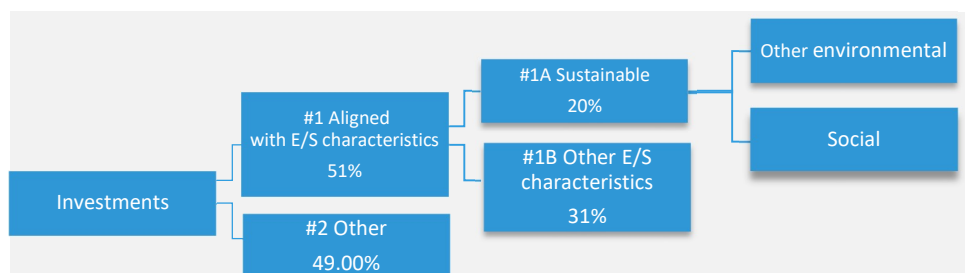 Investments
#1 Aligned
with E/S characteristics
51%
#2 Other
49.00%
#1A Sustainable
20%
#1B Other E/S
characteristics
31%
Other environmental
Social